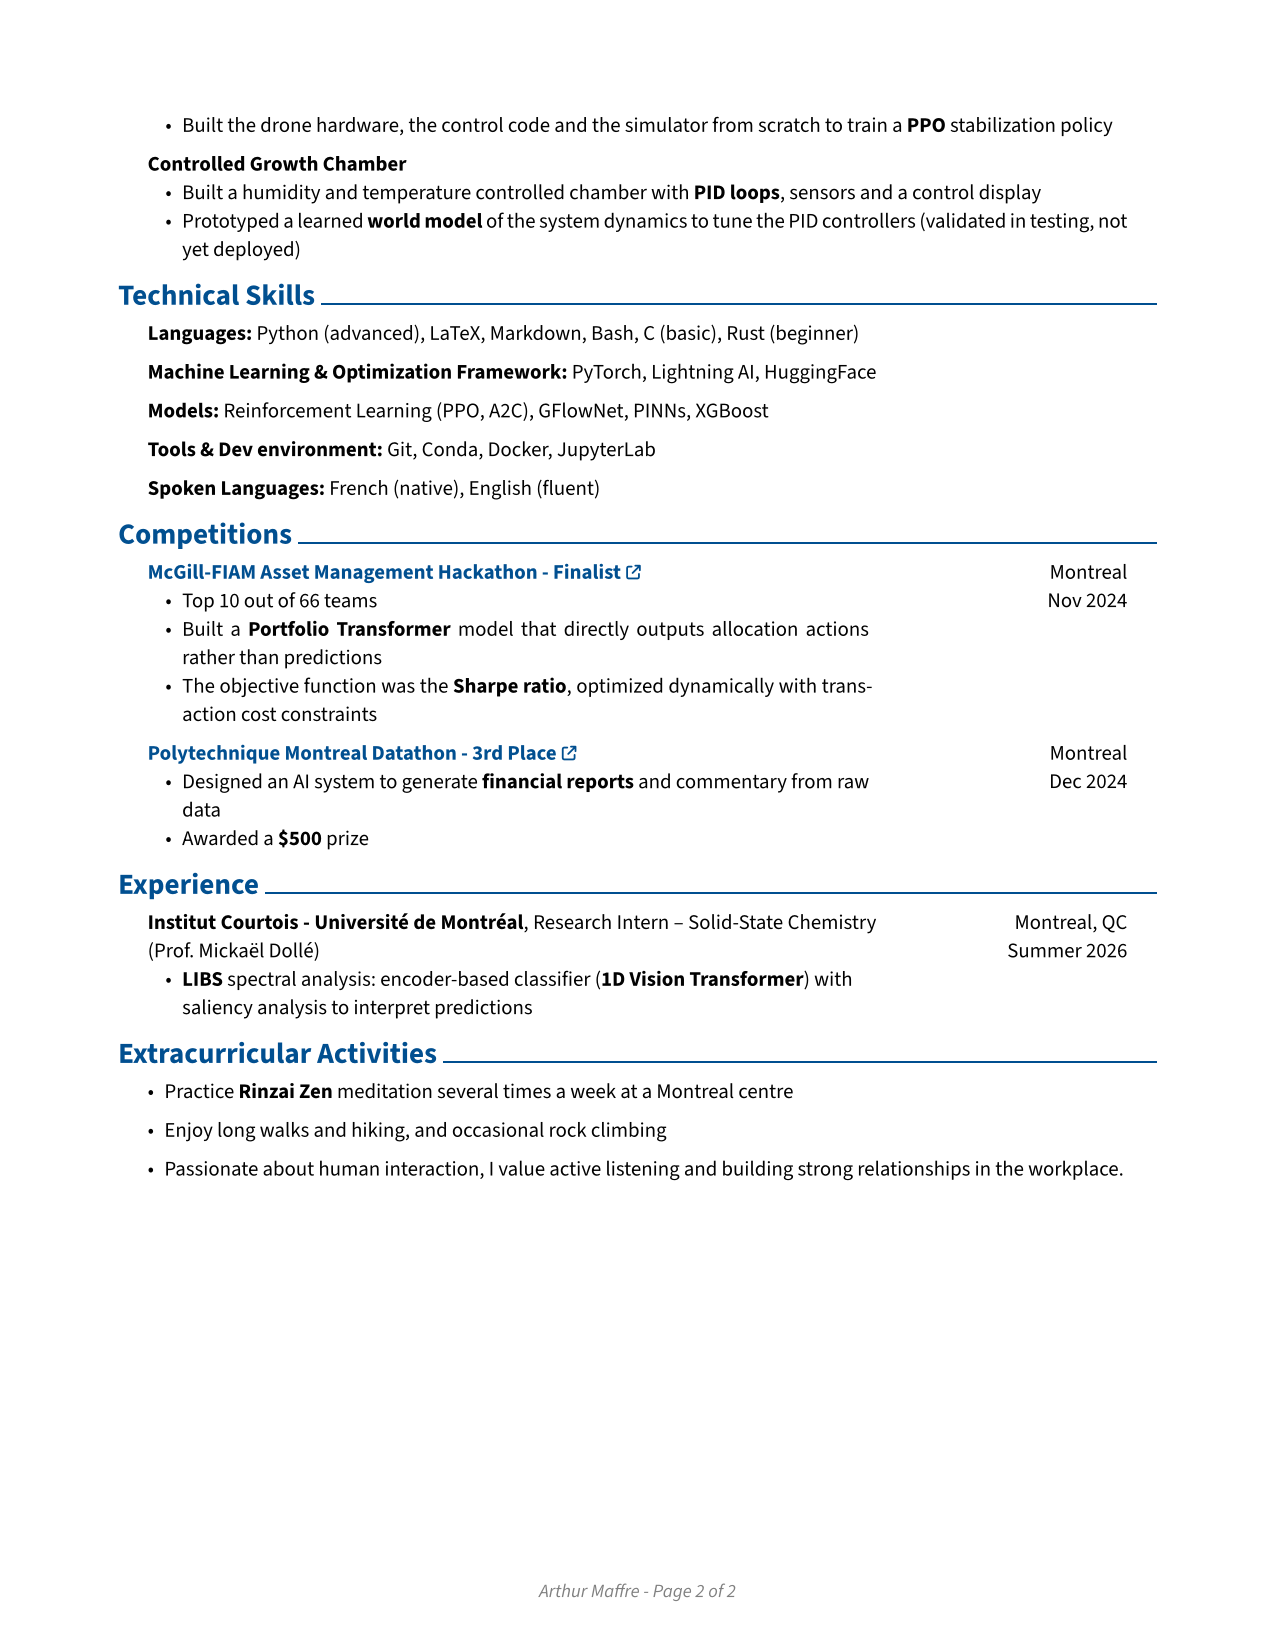 • Built the drone hardware, the control code and the simulator from scratch to train a PPO stabilization policy
Controlled Growth Chamber
• Built a humidity and temperature controlled chamber with PID loops, sensors and a control display
• Prototyped a learned world model of the system dynamics to tune the PID controllers (validated in testing, not
yet deployed)
Technical Skills
Languages: Python (advanced), LaTeX, Markdown, Bash, C (basic), Rust (beginner)
Machine Learning & Optimization Framework: PyTorch, Lightning AI, HuggingFace
Models: Reinforcement Learning (PPO, A2C), GFlowNet, PINNs, XGBoost
Tools & Dev environment: Git, Conda, Docker, JupyterLab
Spoken Languages: French (native), English (fluent)
Competitions
McGill-FIAM Asset Management Hackathon - Finalist Montreal
• Top 10 out of 66 teams Nov 2024
• Built a Portfolio Transformer model that directly outputs allocation actions
rather than predictions
• The objective function was the Sharpe ratio, optimized dynamically with trans-
action cost constraints
Polytechnique Montreal Datathon - 3rd Place Montreal
• Designed an AI system to generate financial reports and commentary from raw Dec 2024
data
• Awarded a $500 prize
Experience
Institut Courtois - Université de Montréal, Research Intern – Solid-State Chemistry Montreal, QC
(Prof. Mickaël Dollé) Summer 2026
• LIBS spectral analysis: encoder-based classifier (1D Vision Transformer) with
saliency analysis to interpret predictions
Extracurricular Activities
• Practice Rinzai Zen meditation several times a week at a Montreal centre
• Enjoy long walks and hiking, and occasional rock climbing
• Passionate about human interaction, I value active listening and building strong relationships in the workplace.
Arthur Maffre - Page 2 of 2